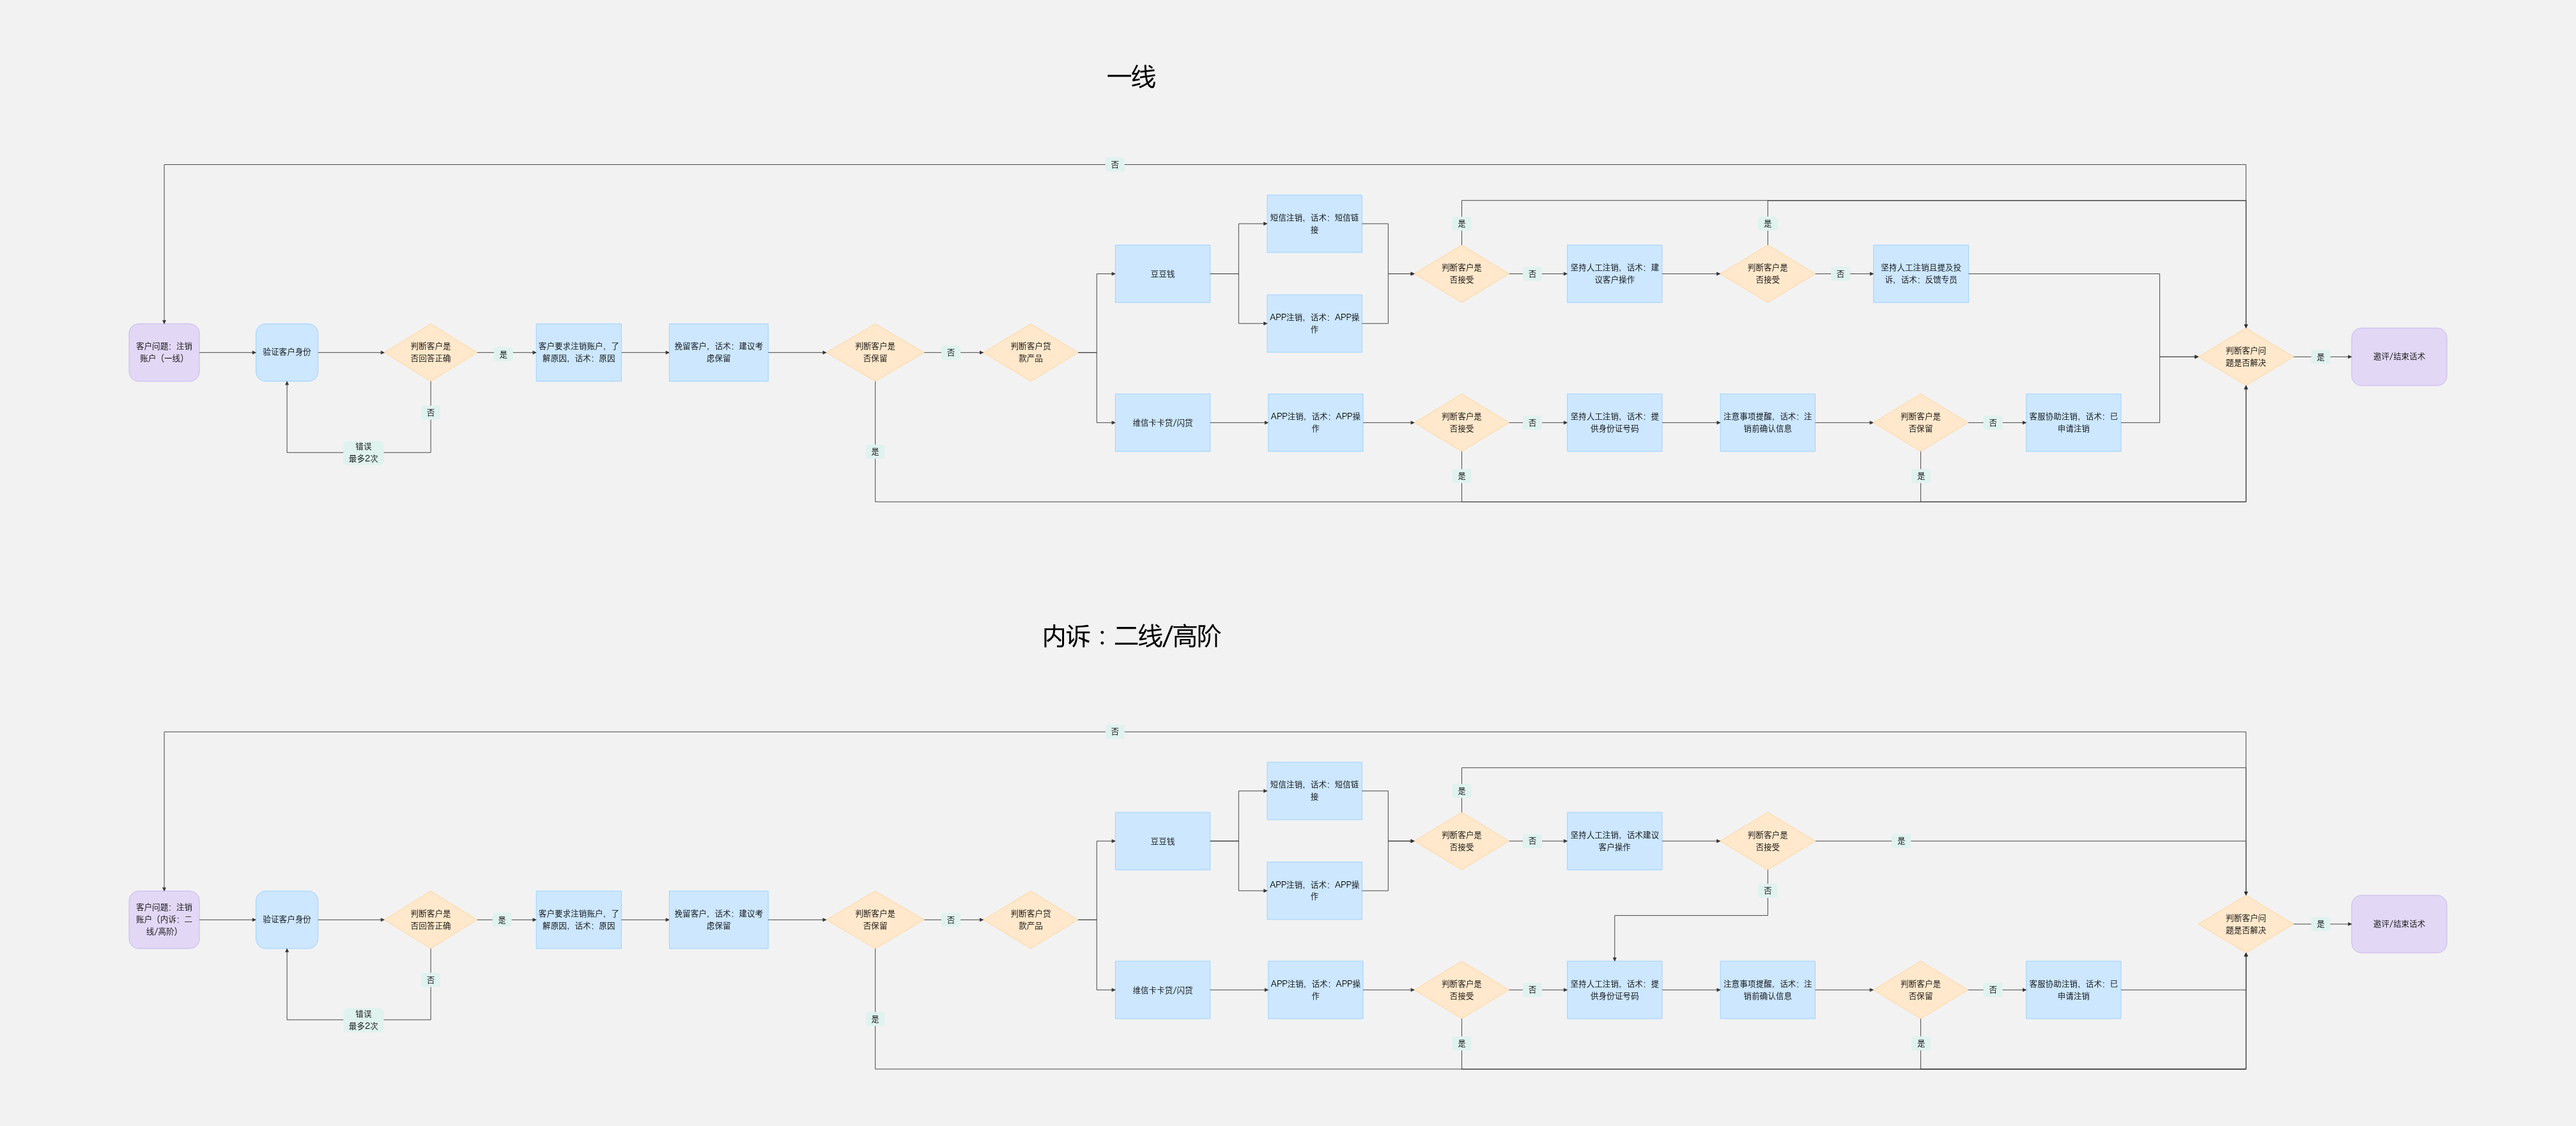 一线
否
客户问题：注销
账户（一线）
验证客户身份
判断客户是
否回答正确
是
否
错误
最多2次
客户要求注销账户，了
解原因，话术：原因
挽留客户，话术：建议考
虑保留
判断客户是
否保留
否
是
判断客户贷
款产品
豆豆钱
短信注销，话术：短信链
接
APP注销，话术：APP操
作
判断客户是
否接受
是
否
坚持人工注销，话术：建
议客户操作
判断客户是
否接受
是
否
坚持人工注销且提及投
诉，话术：反馈专员
维信卡卡贷/闪贷
APP注销，话术：APP操
作
判断客户是
否接受
否
是
坚持人工注销，话术：提
供身份证号码
注意事项提醒，话术：注
销前确认信息
判断客户是
否保留
否
是
客服协助注销，话术：已
申请注销
判断客户问
题是否解决
是
邀评/结束话术
内诉：二线/高阶
否
客户问题：注销
账户（内诉：二
线/高阶）
验证客户身份
判断客户是
否回答正确
是
否
错误
最多2次
客户要求注销账户，了
解原因，话术：原因
挽留客户，话术：建议考
虑保留
判断客户是
否保留
否
是
判断客户贷
款产品
豆豆钱
短信注销，话术：短信链
接
APP注销，话术：APP操
作
判断客户是
否接受
是
否
坚持人工注销，话术建议
客户操作
判断客户是
否接受
是
否
维信卡卡贷/闪贷
APP注销，话术：APP操
作
判断客户是
否接受
否
是
坚持人工注销，话术：提
供身份证号码
注意事项提醒，话术：注
销前确认信息
判断客户是
否保留
否
是
客服协助注销，话术：已
申请注销
判断客户问
题是否解决
是
邀评/结束话术